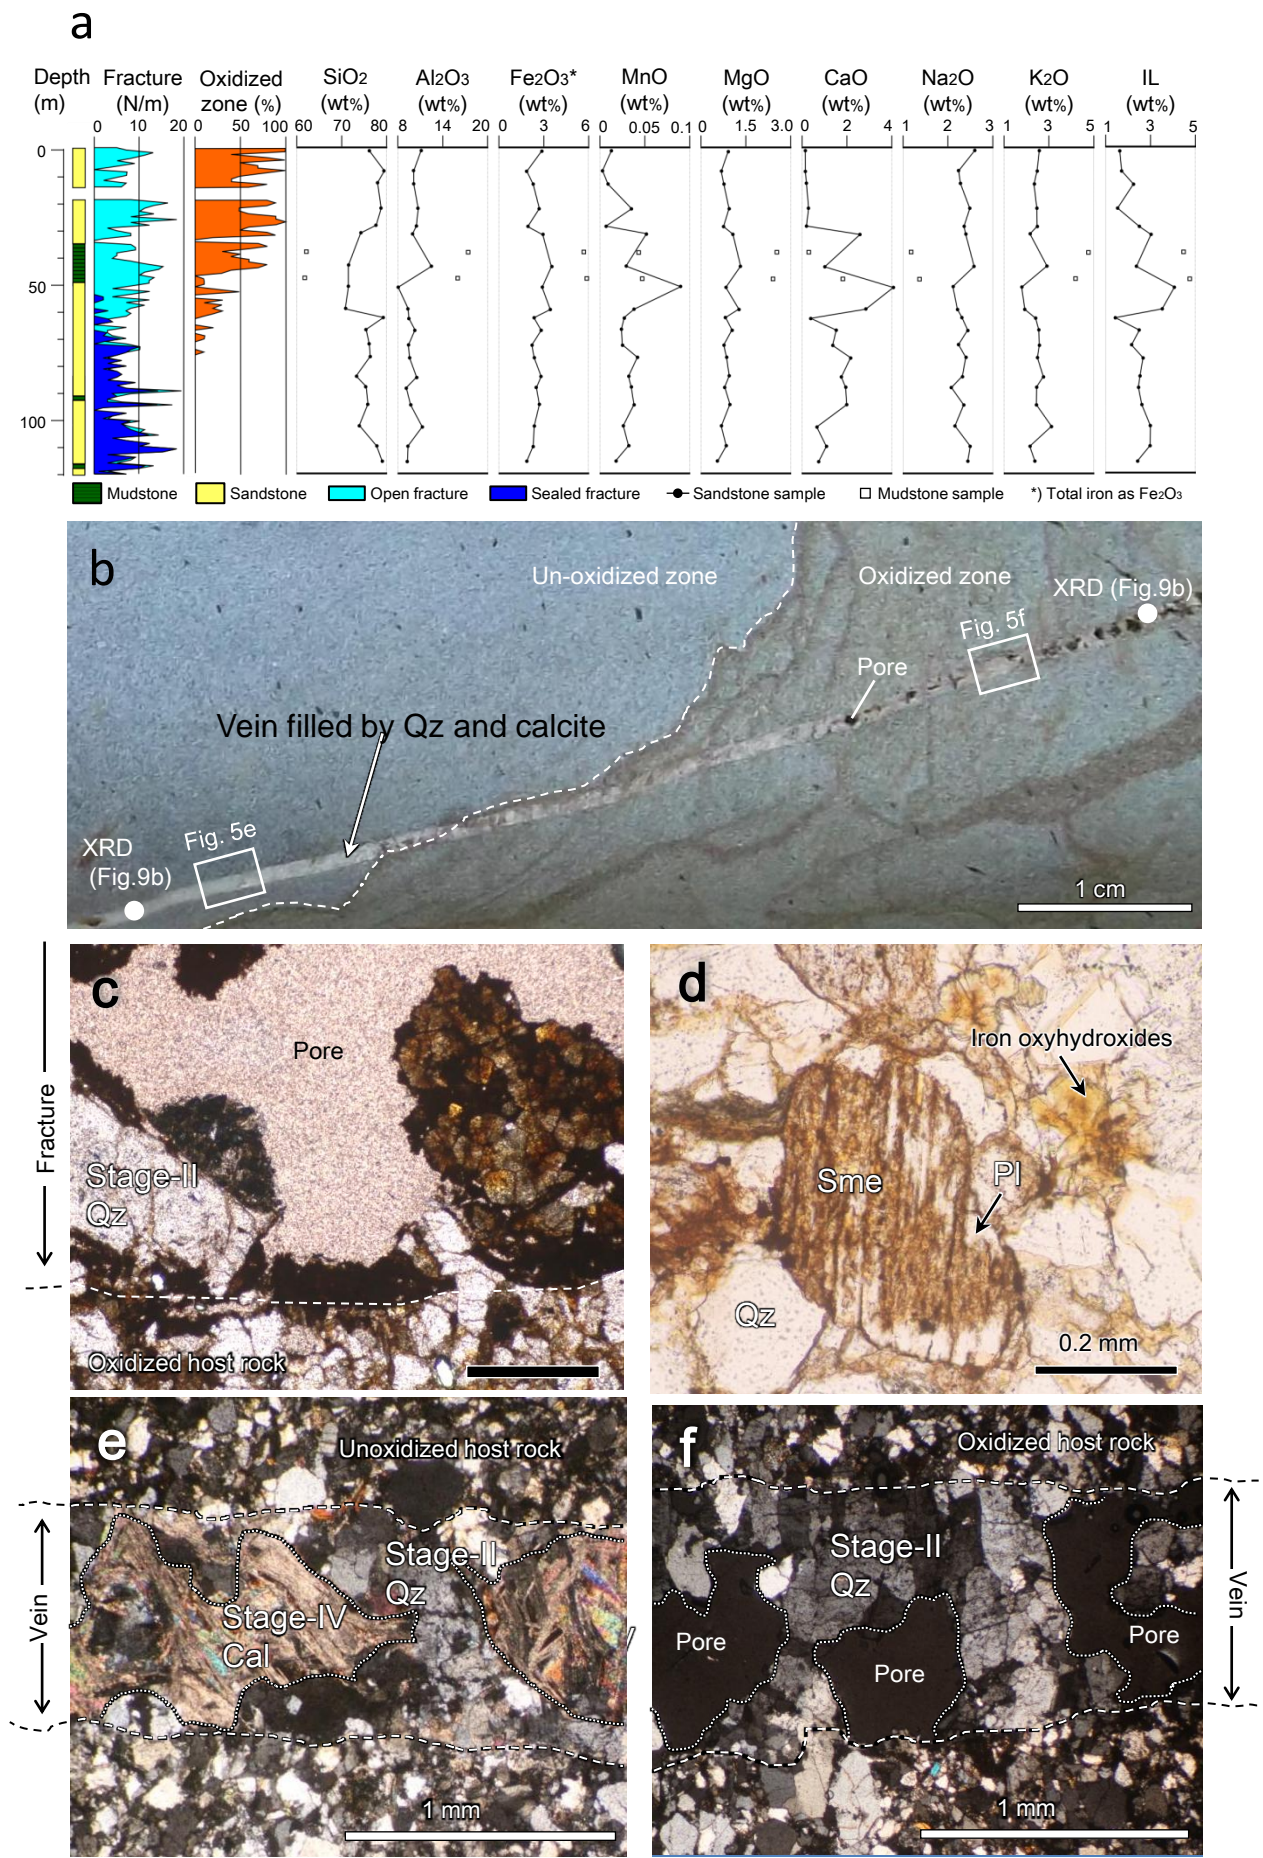 a
Depth Fracture Oxidized SiO2 Al2O3 Fe2O3* MnO MgO CaO Na2O K2O IL
(m) (N/m) zone (%) (wt%) (wt%) (wt%) (wt%) (wt%) (wt%) (wt%) (wt%) (wt%)
0 10 20 0 50 100 60 70 80 8 14 20 0 3 6 0 0.05 0.1 0 1.5 3.0 0 2 4 1 2 3 1 3 5 1 3 5
0
50
100
Mudstone Sandstone Open fracture Sealed fracture Sandstone sample Mudstone sample *) Total iron as Fe2O3
b
Un-oxidized zone Oxidized zone XRD (Fig.9b)
Fig. 5f
Pore
Vein filled by Qz and calcite
Fig. 5e
XRD
(Fig.9b)
1 cm
c
Pore
Fracture
Stage-II
Qz
Oxidized host rock
d
Iron oxyhydroxides
Sme
Pl
Qz
0.2 mm
e
Unoxidized host rock
Stage-II
Qz
Vein
Stage-IV
Cal
1 mm
f
Oxidized host rock
Stage-II
Qz
Vein
Pore
Pore
Pore
1 mm